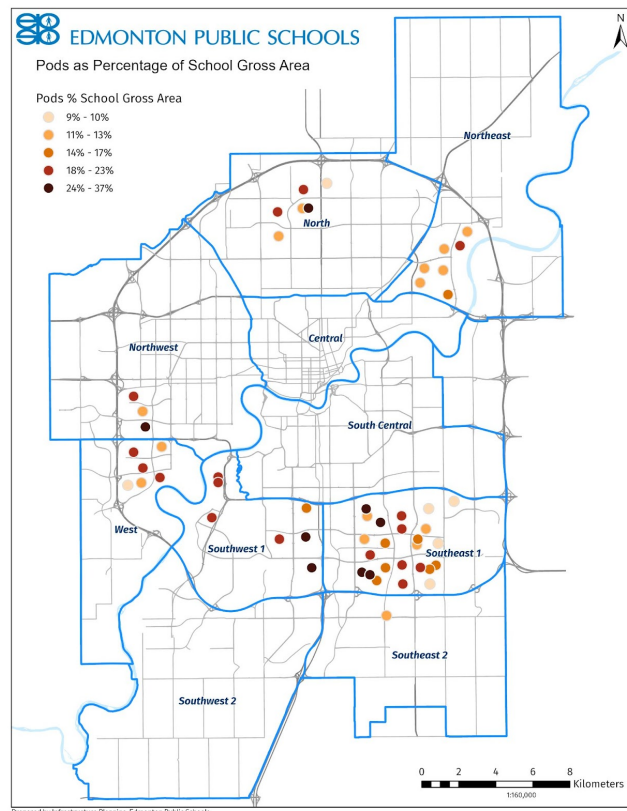 EDMONTON PUBLIC SCHOOLS
Pods as Percentage of School Gross Area
N
Pods % School Gross Area
9% - 10%
11% - 13%
14% - 17%
18% - 23%
24% - 37%
Northeast
North
Central
Northwest
South Central
West
Southwest 1
Southeast 1
Southeast 2
Southwest 2
0 2 4 6 8
Kilometers
1:160,000